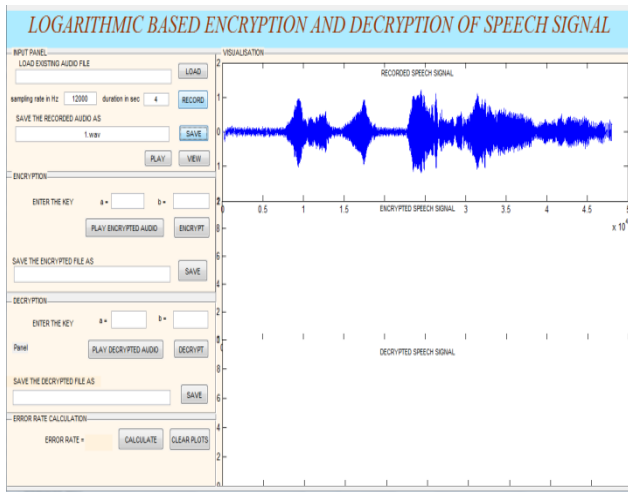 LOGARITHMIC BASED ENCRYPTION AND DECRYPTION OF SPEECH SIGNAL
INPUT PANEL
LOAD EXISTING AUDIO FILE
LOAD
sampling rate in Hz 12000 duration in sec 4 RECORD
SAVE THE RECORDED AUDIO AS
1.wav SAVE
PLAY VIEW
ENCRYPTION
ENTER THE KEY a = b =
PLAY ENCRYPTED AUDIO ENCRYPT
SAVE THE ENCRYPTED FILE AS
SAVE
DECRYPTION
ENTER THE KEY a = b =
Panel PLAY DECRYPTED AUDIO DECRYPT
SAVE THE DECRYPTED FILE AS
SAVE
ERROR RATE CALCULATION
ERROR RATE = CALCULATE CLEAR PLOTS
VISUALISATION
2
RECORDED SPEECH SIGNAL
1
0
1
2
0 0.5 1 1.5 ENCRYPTED SPEECH SIGNAL 3 3.5 4 4.5 5
x 10
8
6
4
2
0
DECRYPTED SPEECH SIGNAL
8
6
4
2
0